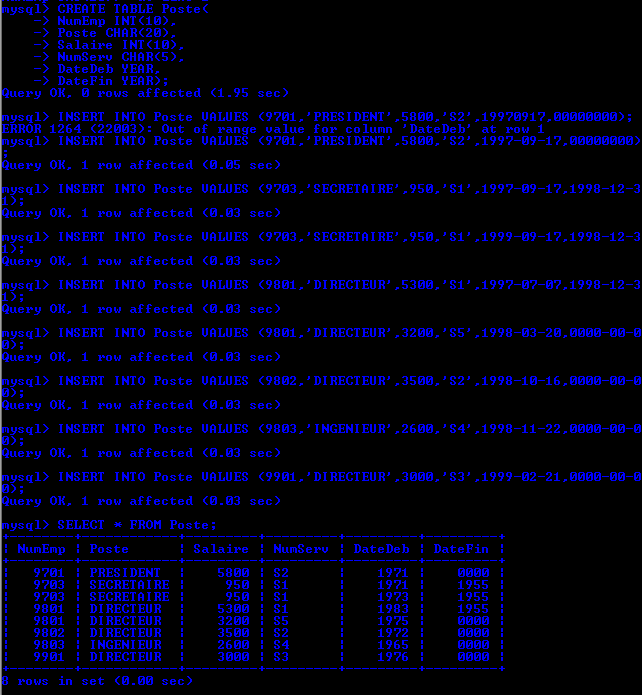 mysql> CREATE TABLE Poste(
-> NumEmp INT(10),
-> Poste CHAR(20),
-> Salaire INT(10),
-> NumServ CHAR(5),
-> DateDeb YEAR,
-> DateFin YEAR);
Query OK, 0 rows affected (1.95 sec)
mysql> INSERT INTO Poste VALUES (9701,'PRESIDENT',5800,'S2',19970917,00000000);
ERROR 1264 (22003): Out of range value for column 'DateDeb' at row 1
mysql> INSERT INTO Poste VALUES (9701,'PRESIDENT',5800,'S2',1997-09-17,00000000)
;
Query OK, 1 row affected (0.05 sec)
mysql> INSERT INTO Poste VALUES (9703,'SECRETAIRE',950,'S1',1997-09-17,1998-12-3
1);
Query OK, 1 row affected (0.03 sec)
mysql> INSERT INTO Poste VALUES (9703,'SECRETAIRE',950,'S1',1999-09-17,1998-12-3
1);
Query OK, 1 row affected (0.03 sec)
mysql> INSERT INTO Poste VALUES (9801,'DIRECTEUR',5300,'S1',1997-07-07,1998-12-3
1);
Query OK, 1 row affected (0.03 sec)
mysql> INSERT INTO Poste VALUES (9801,'DIRECTEUR',3200,'S5',1998-03-20,0000-00-0
0);
Query OK, 1 row affected (0.03 sec)
mysql> INSERT INTO Poste VALUES (9802,'DIRECTEUR',3500,'S2',1998-10-16,0000-00-0
0);
Query OK, 1 row affected (0.03 sec)
mysql> INSERT INTO Poste VALUES (9803,'INGENIEUR',2600,'S4',1998-11-22,0000-00-0
0);
Query OK, 1 row affected (0.03 sec)
mysql> INSERT INTO Poste VALUES (9901,'DIRECTEUR',3000,'S3',1999-02-21,0000-00-0
0);
Query OK, 1 row affected (0.03 sec)
mysql> SELECT * FROM Poste;
| NumEmp | Poste | Salaire | NumServ | DateDeb | DateFin |
| 9701 | PRESIDENT | 5800 | S2 | 1971 | 0000 |
| 9703 | SECRETAIRE | 950 | S1 | 1971 | 1955 |
| 9703 | SECRETAIRE | 950 | S1 | 1973 | 1955 |
| 9801 | DIRECTEUR | 5300 | S1 | 1983 | 1955 |
| 9801 | DIRECTEUR | 3200 | S5 | 1975 | 0000 |
| 9802 | DIRECTEUR | 3500 | S2 | 1972 | 0000 |
| 9803 | INGENIEUR | 2600 | S4 | 1965 | 0000 |
| 9901 | DIRECTEUR | 3000 | S3 | 1976 | 0000 |
8 rows in set (0.00 sec)